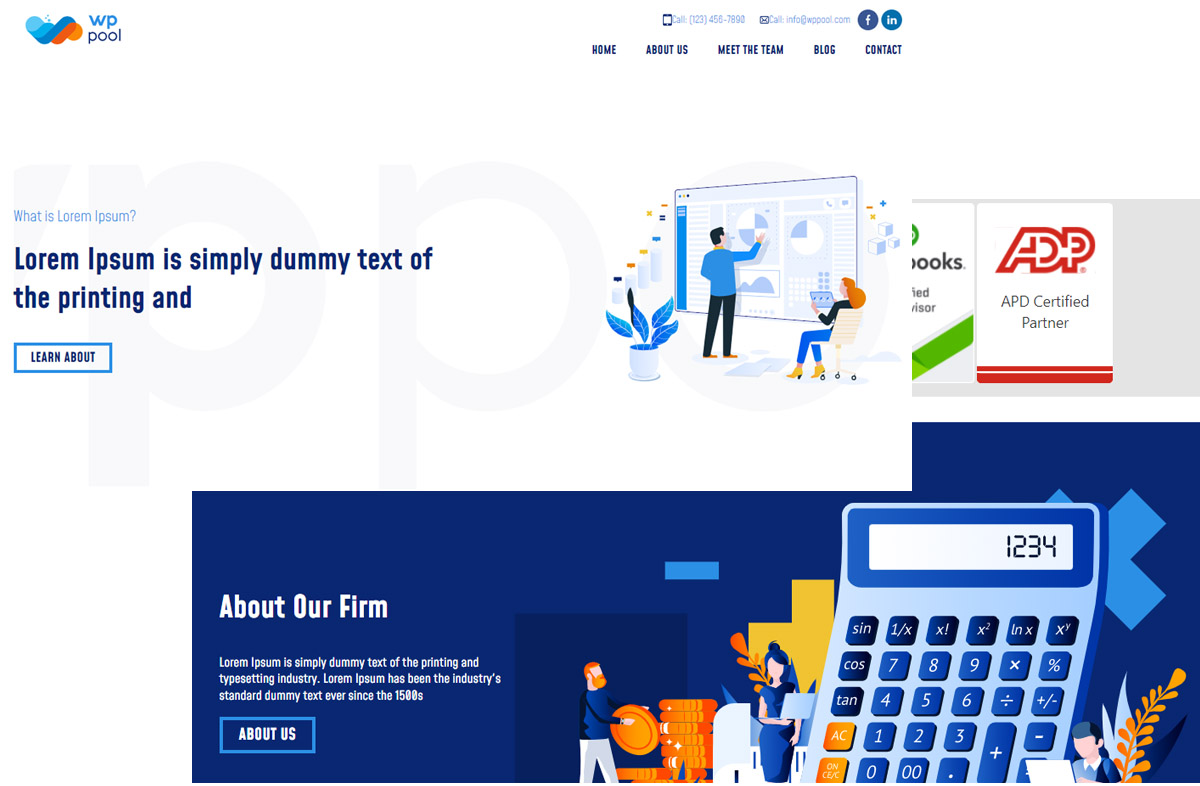 wp
pool
Call: (123) 456-7890 Call: info@wppool.com
HOME ABOUT US MEET THE TEAM BLOG CONTACT
What is Lorem Ipsum?
Lorem Ipsum is simply dummy text of
the printing and
LEARN ABOUT
ooks.
ied
visor
ADP
APD Certified
Partner
1234
About Our Firm
Lorem Ipsum is simply dummy text of the printing and
typesetting industry. Lorem Ipsum has been the industry's
standard dummy text ever since the 1500s
ABOUT US
sin 1/x x! x² ln x xʸ
cos 7 8 9 × %
tan 4 5 6 ÷ +/-
AC 1 2 3 + -
ON
CE/C 0 00 .